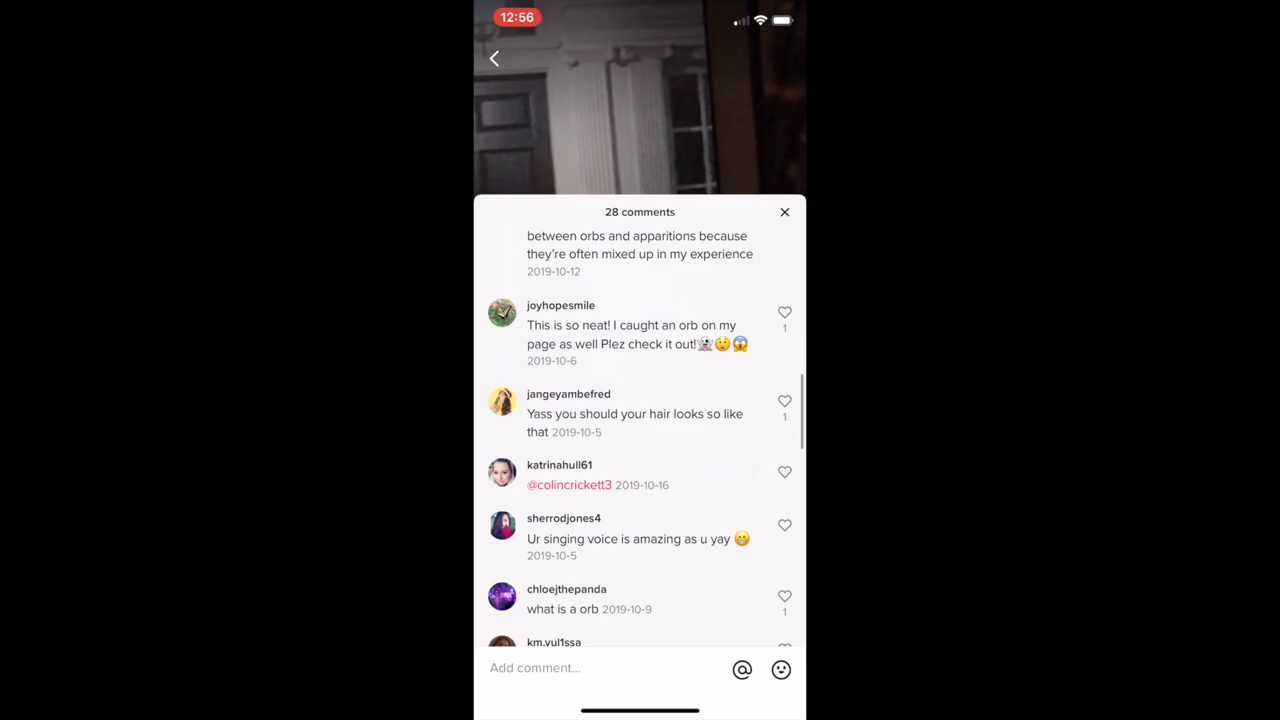 12:56
28 comments
between orbs and apparitions because
they're often mixed up in my experience
2019-10-12
joyhopesmile
This is so neat! I caught an orb on my
page as well Plez check it out!👻😲😱
2019-10-6
1
jangeyambefred
Yass you should your hair looks so like
that 2019-10-5
1
katrinahull61
@colincrickett3 2019-10-16
sherrodjones4
Ur singing voice is amazing as u yay 😁
2019-10-5
chloejthepanda
what is a orb 2019-10-9
1
km.yul1ssa
Add comment...